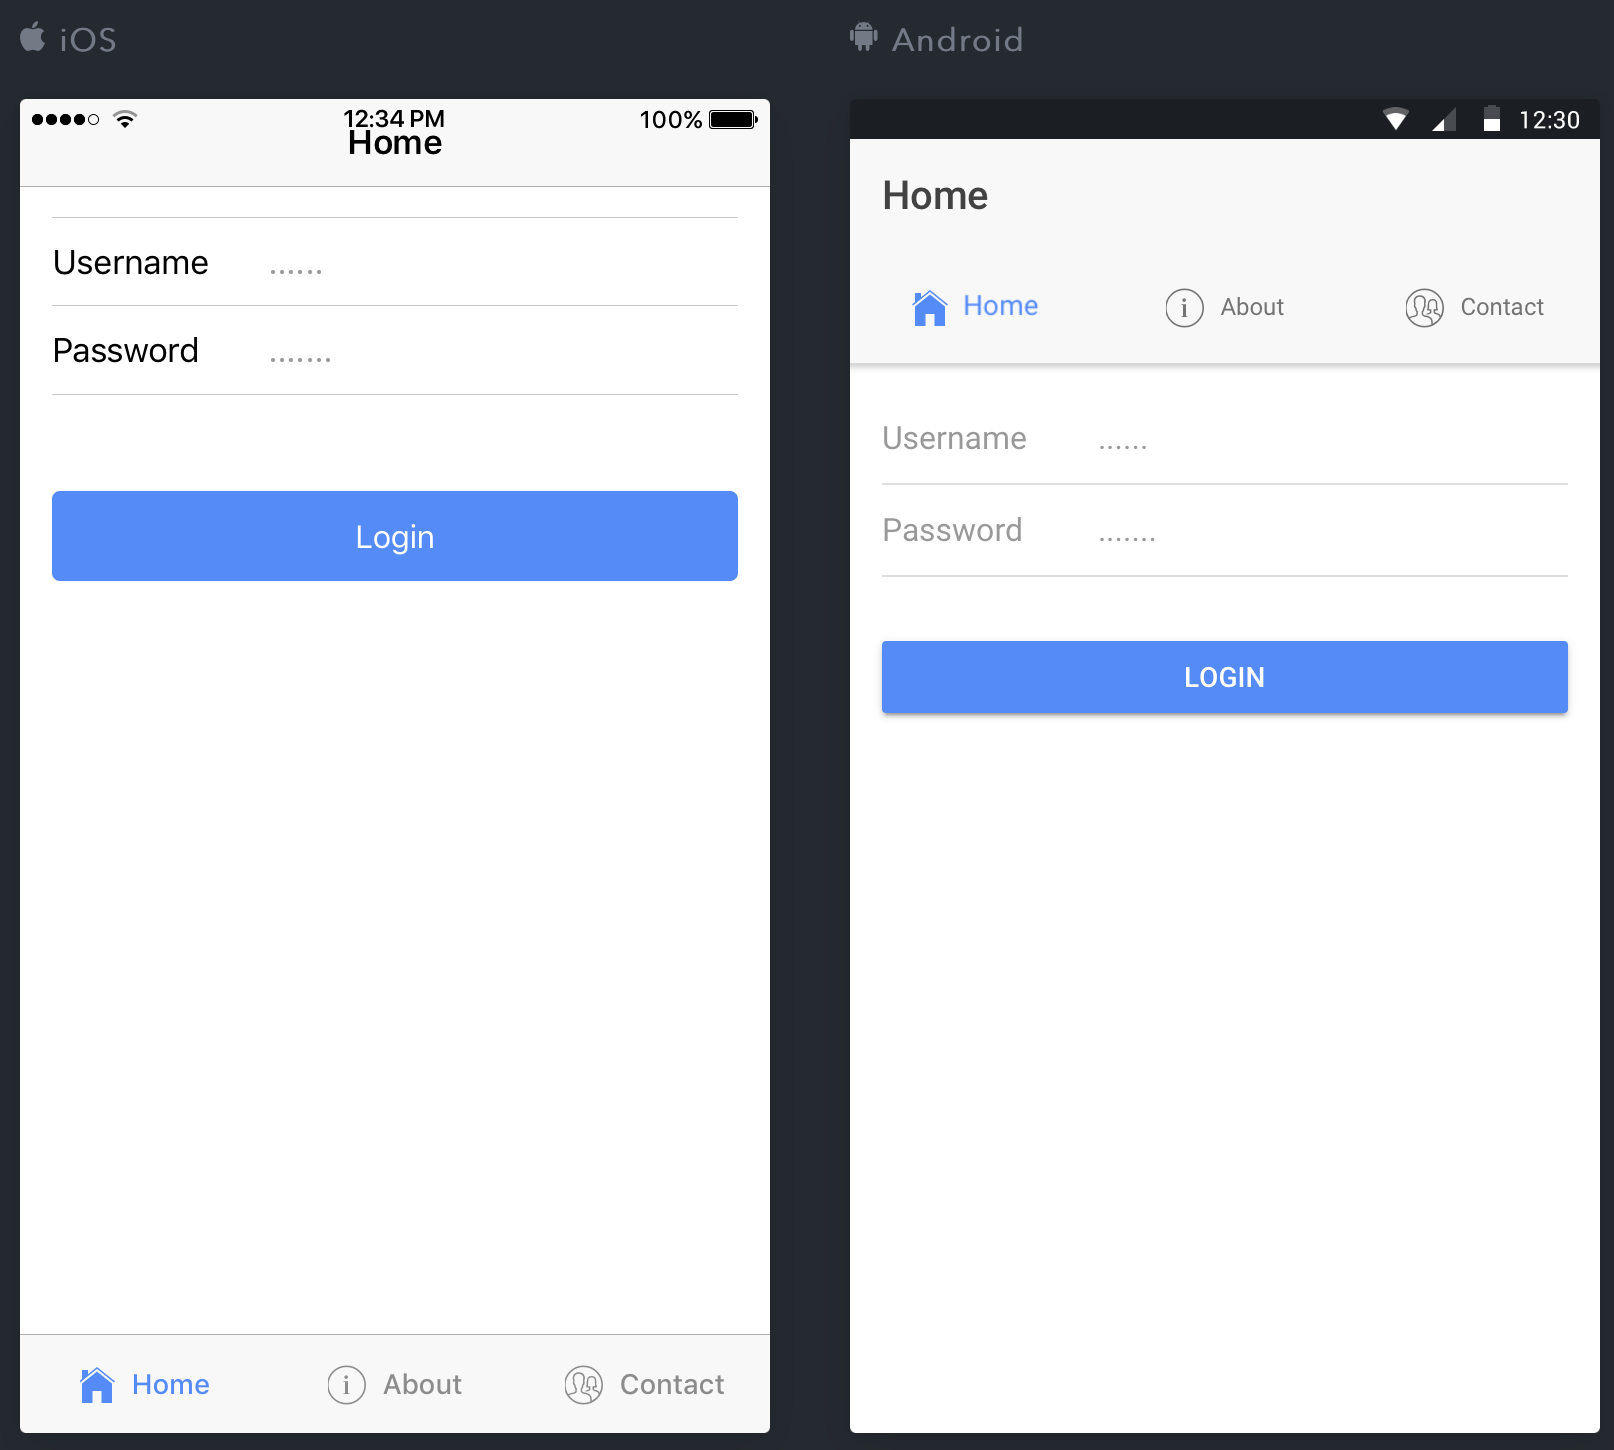 iOS
12:34 PM
100%
Home
Username ......
Password .......
Login
Home
About
Contact
Android
12:30
Home
Home
About
Contact
Username ......
Password .......
LOGIN